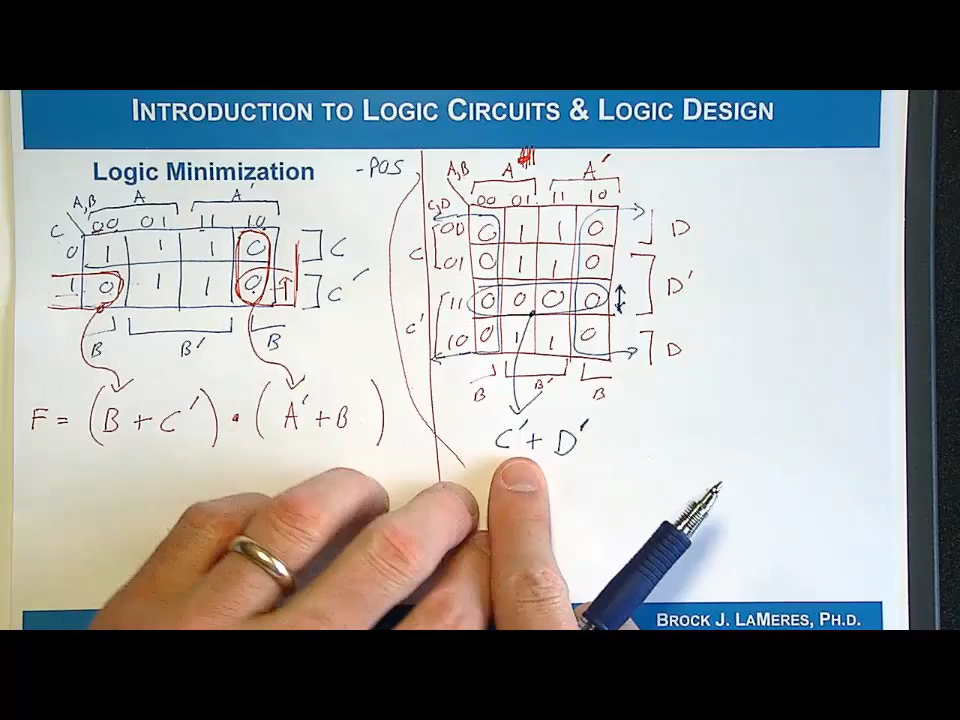 INTRODUCTION TO LOGIC CIRCUITS & LOGIC DESIGN
Logic Minimization
- POS
A,B
A
A'
00 01 11 10
C
0 1 1 1 0 C
1 0 1 1 0 1 C'
B B' B
F = (B + C') · (A' + B)
A,B
A
A'
00 01 11 10
C,D
00 0 1 1 0 D
C
01 0 1 1 0 D'
11 0 0 0 0
C'
10 0 1 1 0 D
B B' B
C' + D'
BROCK J. LAMERES, PH.D.